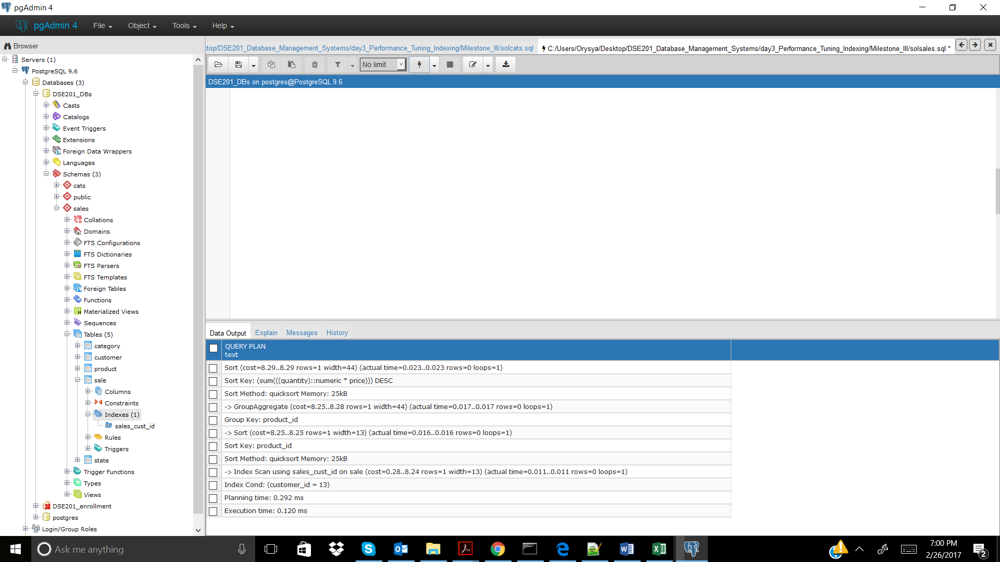 pgAdmin 4
pgAdmin 4 File Object Tools Help
Browser
Servers (1)
PostgreSQL 9.6
Databases (3)
DSE201_DBs
Casts
Catalogs
Event Triggers
Extensions
Foreign Data Wrappers
Languages
Schemas (3)
cats
public
sales
Collations
Domains
FTS Configurations
FTS Dictionaries
FTS Parsers
FTS Templates
Foreign Tables
Functions
Materialized Views
Sequences
Tables (5)
category
customer
product
sale
Columns
Constraints
Indexes (1)
sales_cust_id
Rules
Triggers
state
Trigger Functions
Types
Views
DSE201_enrollment
postgres
Login/Group Roles
top/DSE201_Database_Management_Systems/day3_Performance_Tuning_Indexing/Milestone_III/solcats.sql
C:/Users/Orysya/Desktop/DSE201_Database_Management_Systems/day3_Performance_Tuning_Indexing/Milestone_III/solsales.sql *
No limit
DSE201_DBs on postgres@PostgreSQL 9.6
Data Output Explain Messages History
QUERY PLAN
text
Sort (cost=8.29..8.29 rows=1 width=44) (actual time=0.023..0.023 rows=0 loops=1)
Sort Key: (sum(((quantity)::numeric * price))) DESC
Sort Method: quicksort Memory: 25kB
-> GroupAggregate (cost=8.25..8.28 rows=1 width=44) (actual time=0.017..0.017 rows=0 loops=1)
Group Key: product_id
-> Sort (cost=8.25..8.25 rows=1 width=13) (actual time=0.016..0.016 rows=0 loops=1)
Sort Key: product_id
Sort Method: quicksort Memory: 25kB
-> Index Scan using sales_cust_id on sale (cost=0.28..8.24 rows=1 width=13) (actual time=0.011..0.011 rows=0 loops=1)
Index Cond: (customer_id = 13)
Planning time: 0.292 ms
Execution time: 0.120 ms
Ask me anything
7:00 PM
2/26/2017
2